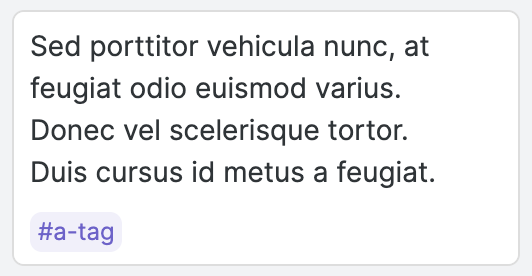 Sed porttitor vehicula nunc, at
feugiat odio euismod varius.
Donec vel scelerisque tortor.
Duis cursus id metus a feugiat.
#a-tag